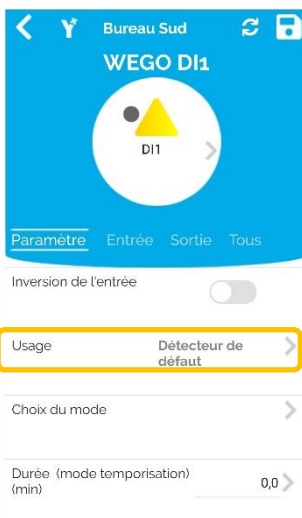 Bureau Sud
WEGO DI1
DI1
Paramètre Entrée Sortie Tous
Inversion de l'entrée
Usage Détecteur de
défaut
Choix du mode
Durée (mode temporisation)
(min) 0,0